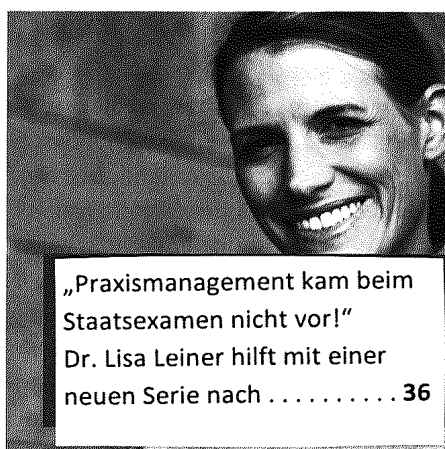 „Praxismanagement kam beim
Staatsexamen nicht vor!“
Dr. Lisa Leiner hilft mit einer
neuen Serie nach . . . . . . . . . . 36